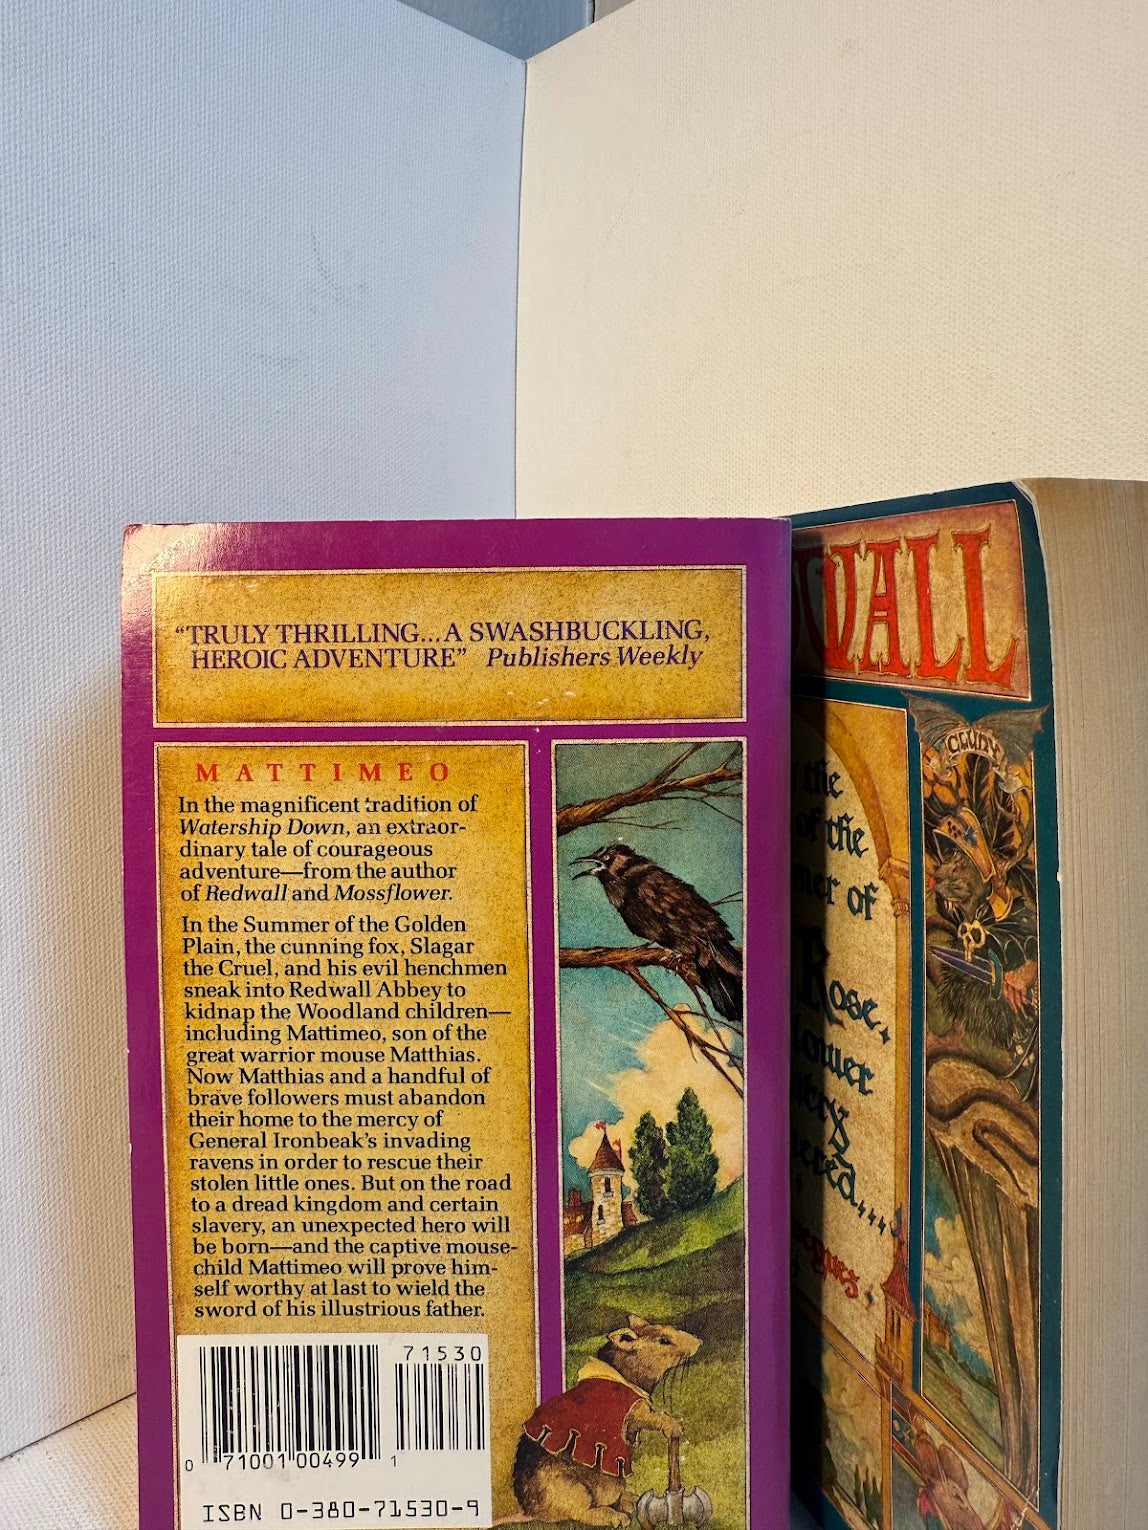 "TRULY THRILLING...A SWASHBUCKLING,
HEROIC ADVENTURE" Publishers Weekly
MATTIMEO
In the magnificent tradition of
Watership Down, an extraor-
dinary tale of courageous
adventure—from the author
of Redwall and Mossflower.
In the Summer of the Golden
Plain, the cunning fox, Slagar
the Cruel, and his evil henchmen
sneak into Redwall Abbey to
kidnap the Woodland children—
including Mattimeo, son of the
great warrior mouse Matthias.
Now Matthias and a handful of
brave followers must abandon
their home to the mercy of
General Ironbeak's invading
ravens in order to rescue their
stolen little ones. But on the road
to a dread kingdom and certain
slavery, an unexpected hero will
be born—and the captive mouse-
child Mattimeo will prove him-
self worthy at last to wield the
sword of his illustrious father.
71530
0 71001 00499 1
ISBN 0-380-71530-9
WALL
CLUNY
the
of the
of
Rose.